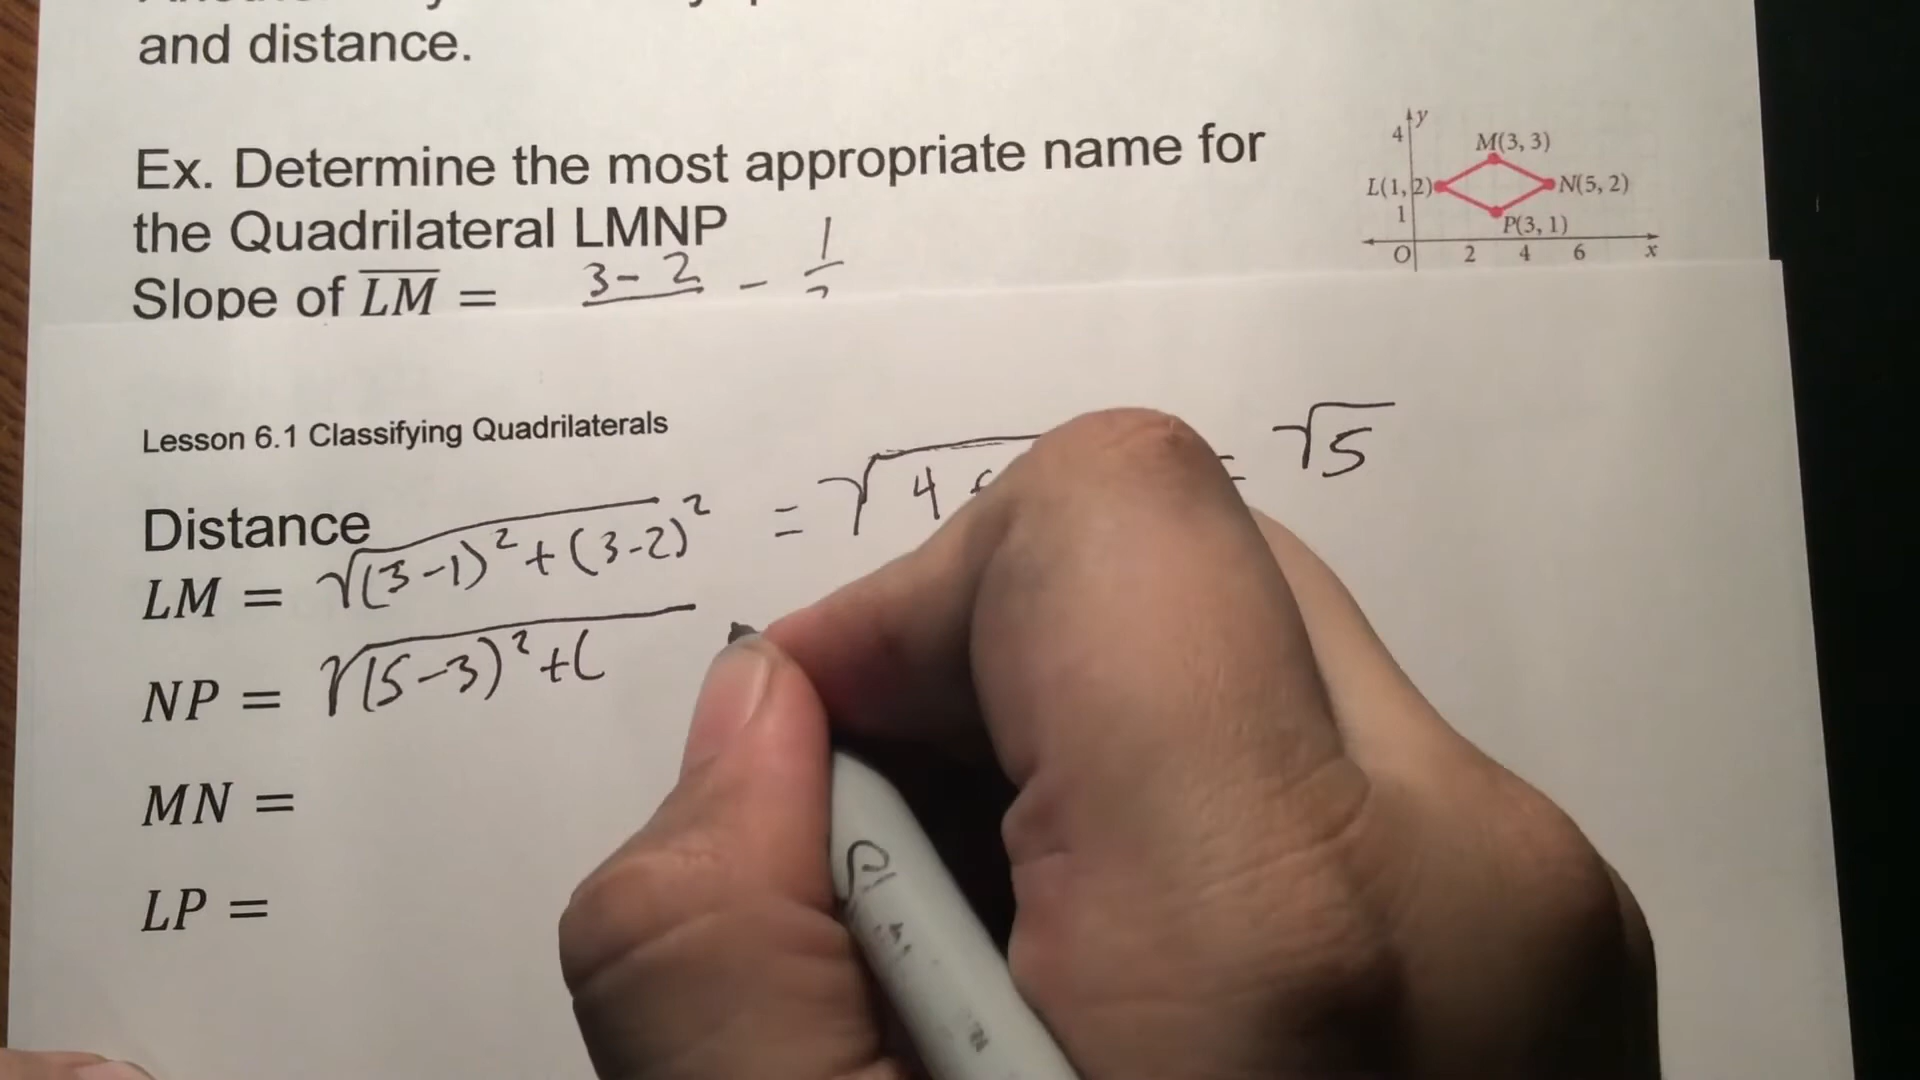 and distance.
Ex. Determine the most appropriate name for
the Quadrilateral LMNP
Slope of LM = 3-2 - 1
y
4
M(3, 3)
L(1, 2)
N(5, 2)
1
P(3, 1)
O 2 4 6 x
Lesson 6.1 Classifying Quadrilaterals
Distance
LM = √(3-1)² + (3-2)² = √4 = √5
NP = √(5-3)² + (
MN =
LP =